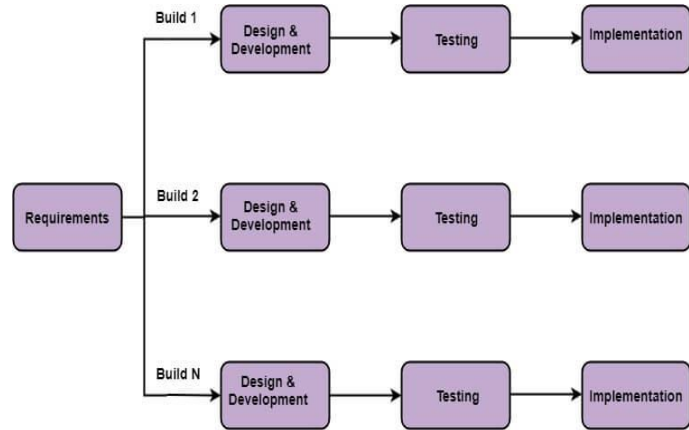 Build 1
Design &
Development
Testing
Implementation
Requirements
Build 2
Design &
Development
Testing
Implementation
Build N
Design &
Development
Testing
Implementation